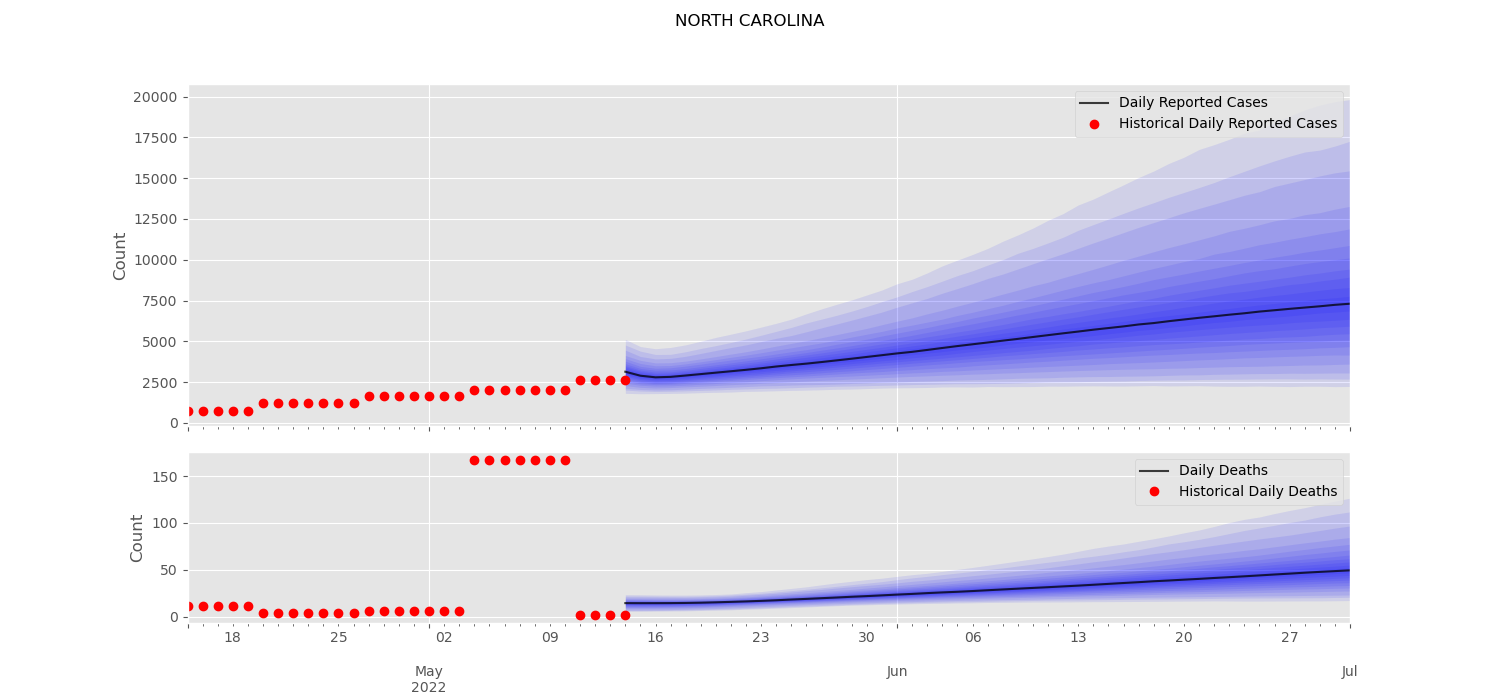 NORTH CAROLINA
Daily Reported Cases
Historical Daily Reported Cases
20000
17500
15000
12500
10000
7500
5000
2500
0
Count
Daily Deaths
Historical Daily Deaths
150
100
50
0
Count
18 25 02 09 16 23 30 06 13 20 27
May Jun Jul
2022